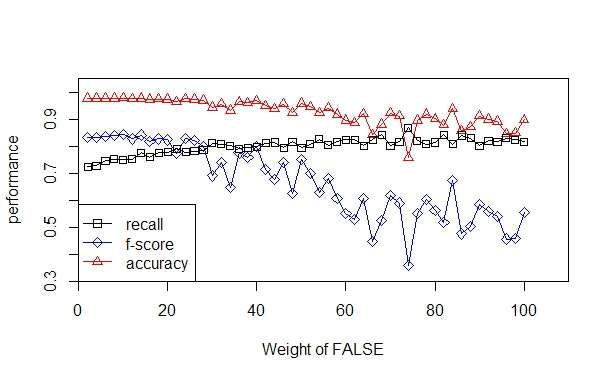 0.9
0.7
0.5
0.3
performance
recall
f-score
accuracy
0 20 40 60 80 100
Weight of FALSE